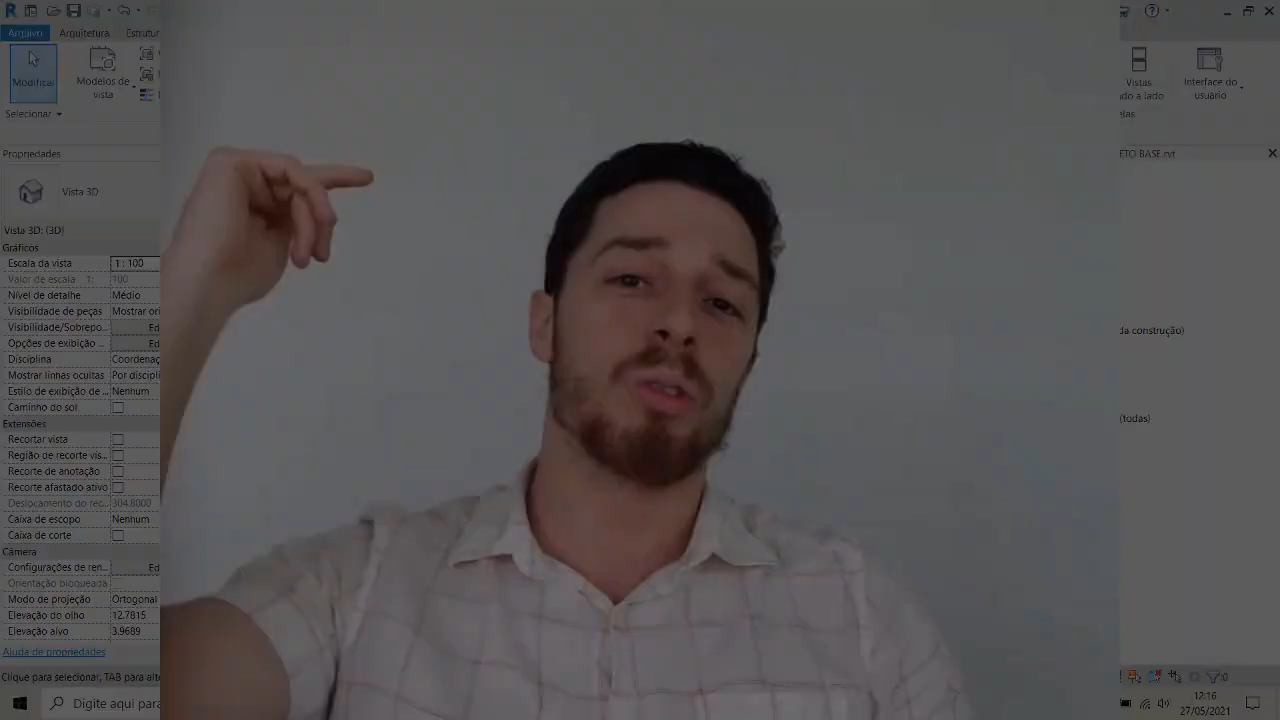 Arquivo Arquitetura Estrutur
Modificar
Modelos de
vista
Vistas
do a lado
Interface do
usuário
Selecionar
elas
Propriedades
ETO BASE.rvt
Vista 3D
Vista 3D: (3D)
Gráficos
Escala da vista 1 : 100
Valor de escala 1: 100
Nível de detalhe Médio
Visibilidade de peças Mostrar ori
Visibilidade/Sobrepo... Ed
da construção)
Opções de exibição ... Ed
Disciplina Coordenaç
Mostrar linhas ocultas Por discipli
Estilo de exibição de ... Nenhum
Caminho do sol
(todas)
Extensões
Recortar vista
Região de recorte vis...
Recorte de anotação
Recorte afastado ativo
Deslocamento do rec... 304.8000
Caixa de escopo Nenhum
Caixa de corte
Câmera
Configurações de ren... Ed
Orientação bloqueada
Modo de projeção Ortogonal
Elevação do olho 12.7815
Elevação alvo 3.9689
Ajuda de propriedades
Clique para selecionar, TAB para alte
:0
Digite aqui para
12:16
27/05/2021